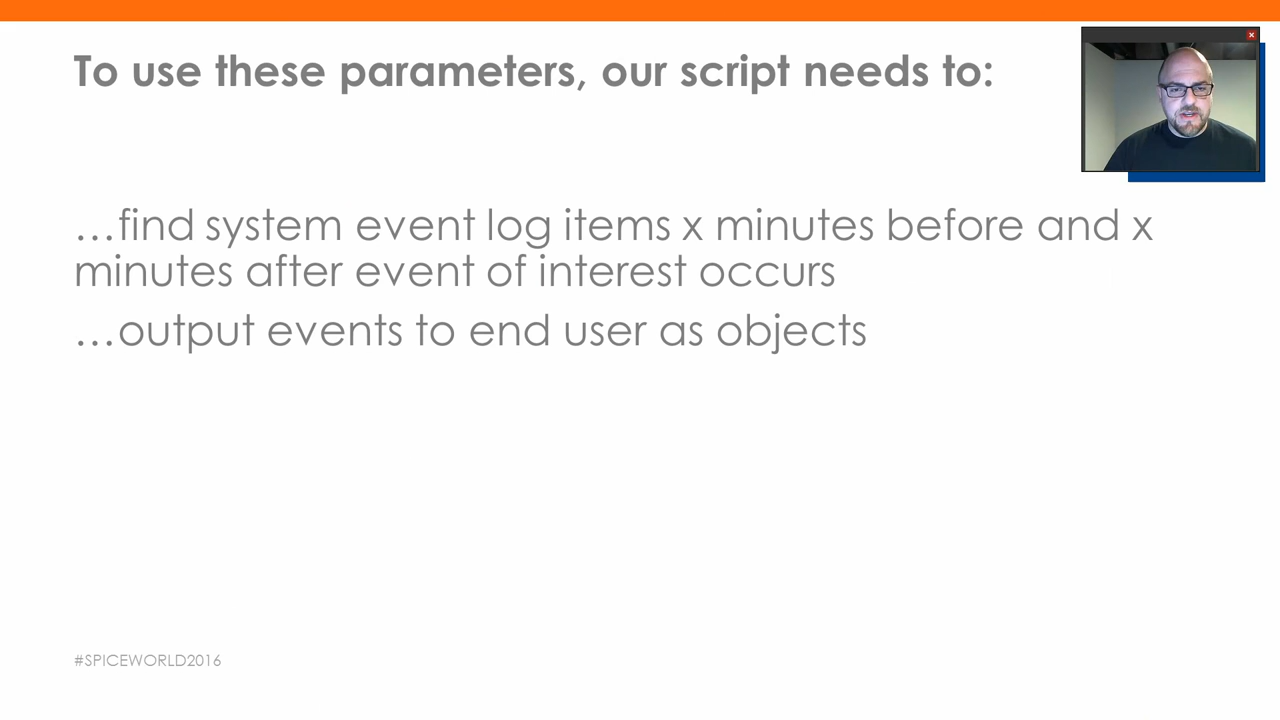 To use these parameters, our script needs to:
…find system event log items x minutes before and x
minutes after event of interest occurs
…output events to end user as objects
#SPICEWORLD2016